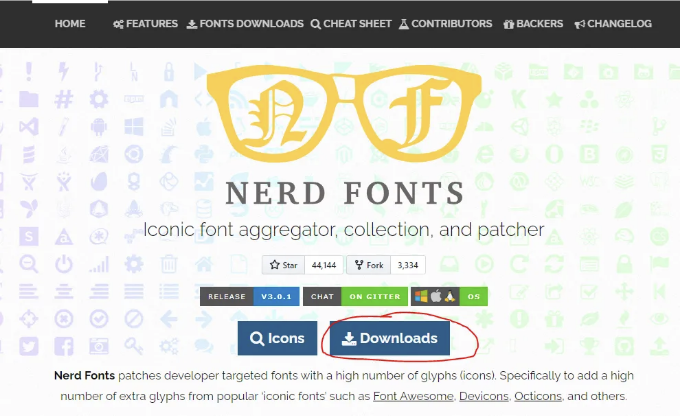 HOME FEATURES FONTS DOWNLOADS CHEAT SHEET CONTRIBUTORS BACKERS CHANGELOG
N F
NERD FONTS
Iconic font aggregator, collection, and patcher
Star 44,144 Fork 3,334
RELEASE V3.0.1 CHAT ON GITTER OS
Icons Downloads
Nerd Fonts patches developer targeted fonts with a high number of glyphs (icons). Specifically to add a
high number of extra glyphs from popular 'iconic fonts' such as Font Awesome, Devicons, Octicons, and others.